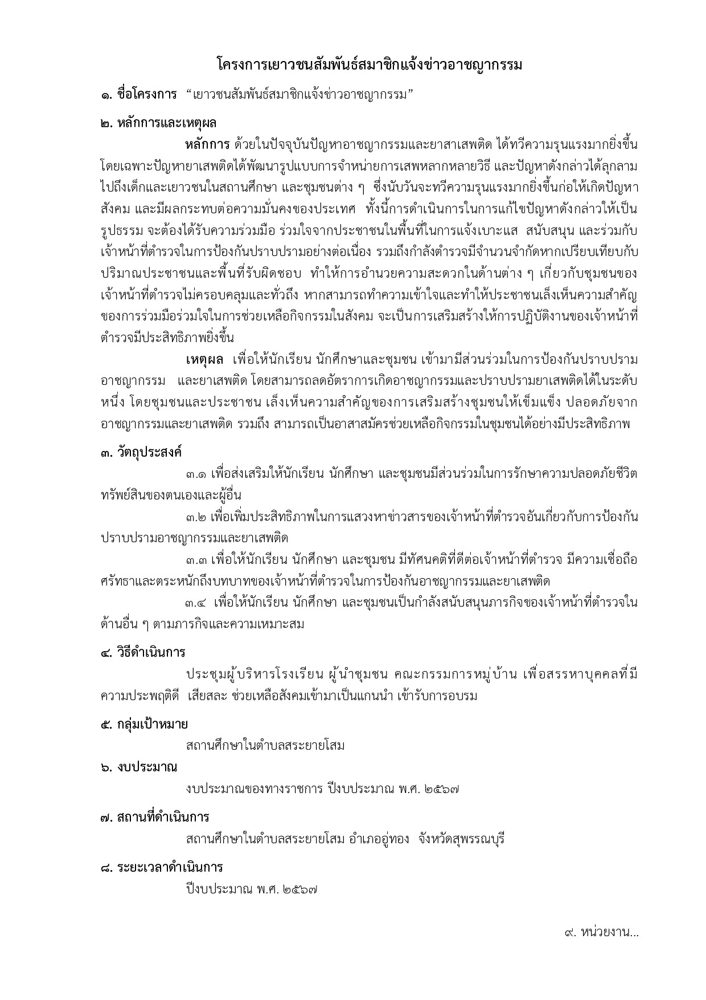 โครงการเยาวชนสัมพันธ์สมาชิกแจ้งข่าวอาชญากรรม
๑. ชื่อโครงการ “เยาวชนสัมพันธ์สมาชิกแจ้งข่าวอาชญากรรม”
๒. หลักการและเหตุผล
หลักการ ด้วยในปัจจุบันปัญหาอาชญากรรมและยาสาเสพติด ได้ทวีความรุนแรงมากยิ่งขึ้น
โดยเฉพาะปัญหายาเสพติดได้พัฒนารูปแบบการจำหน่ายการเสพหลากหลายวิธี และปัญหาดังกล่าวได้ลุกลาม
ไปถึงเด็กและเยาวชนในสถานศึกษา และชุมชนต่าง ๆ ซึ่งนับวันจะทวีความรุนแรงมากยิ่งขึ้นก่อให้เกิดปัญหา
สังคม และมีผลกระทบต่อความมั่นคงของประเทศ ทั้งนี้การดำเนินการในการแก้ไขปัญหาดังกล่าวให้เป็น
รูปธรรม จะต้องได้รับความร่วมมือ ร่วมใจจากประชาชนในพื้นที่ในการแจ้งเบาะแส สนับสนุน และร่วมกับ
เจ้าหน้าที่ตำรวจในการป้องกันปราบปรามอย่างต่อเนื่อง รวมถึงกำลังตำรวจมีจำนวนจำกัดหากเปรียบเทียบกับ
ปริมาณประชาชนและพื้นที่รับผิดชอบ ทำให้การอำนวยความสะดวกในด้านต่าง ๆ เกี่ยวกับชุมชนของ
เจ้าหน้าที่ตำรวจไม่ครอบคลุมและทั่วถึง หากสามารถทำความเข้าใจและทำให้ประชาชนเล็งเห็นความสำคัญ
ของการร่วมมือร่วมใจในการช่วยเหลือกิจกรรมในสังคม จะเป็นการเสริมสร้างให้การปฏิบัติงานของเจ้าหน้าที่
ตำรวจมีประสิทธิภาพยิ่งขึ้น
เหตุผล เพื่อให้นักเรียน นักศึกษาและชุมชน เข้ามามีส่วนร่วมในการป้องกันปราบปราม
อาชญากรรม และยาเสพติด โดยสามารถลดอัตราการเกิดอาชญากรรมและปราบปรามยาเสพติดได้ในระดับ
หนึ่ง โดยชุมชนและประชาชน เล็งเห็นความสำคัญของการเสริมสร้างชุมชนให้เข็มแข็ง ปลอดภัยจาก
อาชญากรรมและยาเสพติด รวมถึง สามารถเป็นอาสาสมัครช่วยเหลือกิจกรรมในชุมชนได้อย่างมีประสิทธิภาพ
๓. วัตถุประสงค์
๓.๑ เพื่อส่งเสริมให้นักเรียน นักศึกษา และชุมชนมีส่วนร่วมในการรักษาความปลอดภัยชีวิต
ทรัพย์สินของตนเองและผู้อื่น
๓.๒ เพื่อเพิ่มประสิทธิภาพในการแสวงหาข่าวสารของเจ้าหน้าที่ตำรวจอันเกี่ยวกับการป้องกัน
ปราบปรามอาชญากรรมและยาเสพติด
๓.๓ เพื่อให้นักเรียน นักศึกษา และชุมชน มีทัศนคติที่ดีต่อเจ้าหน้าที่ตำรวจ มีความเชื่อถือ
ศรัทธาและตระหนักถึงบทบาทของเจ้าหน้าที่ตำรวจในการป้องกันอาชญากรรมและยาเสพติด
๓.๔ เพื่อให้นักเรียน นักศึกษา และชุมชนเป็นกำลังสนับสนุนภารกิจของเจ้าหน้าที่ตำรวจใน
ด้านอื่น ๆ ตามภารกิจและความเหมาะสม
๔. วิธีดำเนินการ
ประชุมผู้บริหารโรงเรียน ผู้นำชุมชน คณะกรรมการหมู่บ้าน เพื่อสรรหาบุคคลที่มี
ความประพฤติดี เสียสละ ช่วยเหลือสังคมเข้ามาเป็นแกนนำ เข้ารับการอบรม
๕. กลุ่มเป้าหมาย
สถานศึกษาในตำบลสระยายโสม
๖. งบประมาณ
งบประมาณของทางราชการ ปีงบประมาณ พ.ศ. ๒๕๖๗
๗. สถานที่ดำเนินการ
สถานศึกษาในตำบลสระยายโสม อำเภออู่ทอง จังหวัดสุพรรณบุรี
๘. ระยะเวลาดำเนินการ
ปีงบประมาณ พ.ศ. ๒๕๖๗
๙. หน่วยงาน...